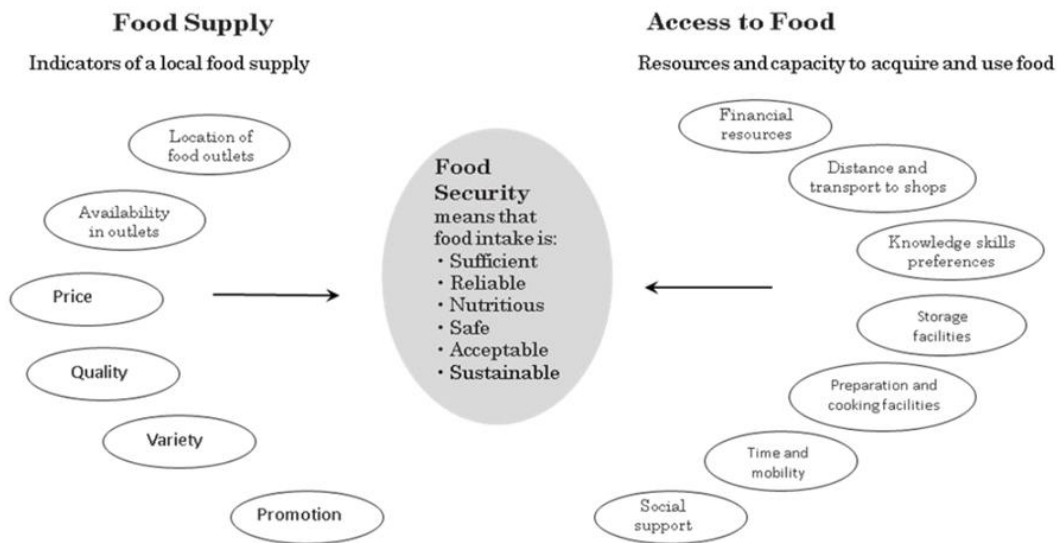 Food Supply
Indicators of a local food supply
Location of
food outlets
Availability
in outlets
Price
Quality
Variety
Promotion
Food
Security
means that
food intake is:
· Sufficient
· Reliable
· Nutritious
· Safe
· Acceptable
· Sustainable
Access to Food
Resources and capacity to acquire and use food
Financial
resources
Distance and
transport to shops
Knowledge skills
preferences
Storage
facilities
Preparation and
cooking facilities
Time and
mobility
Social
support